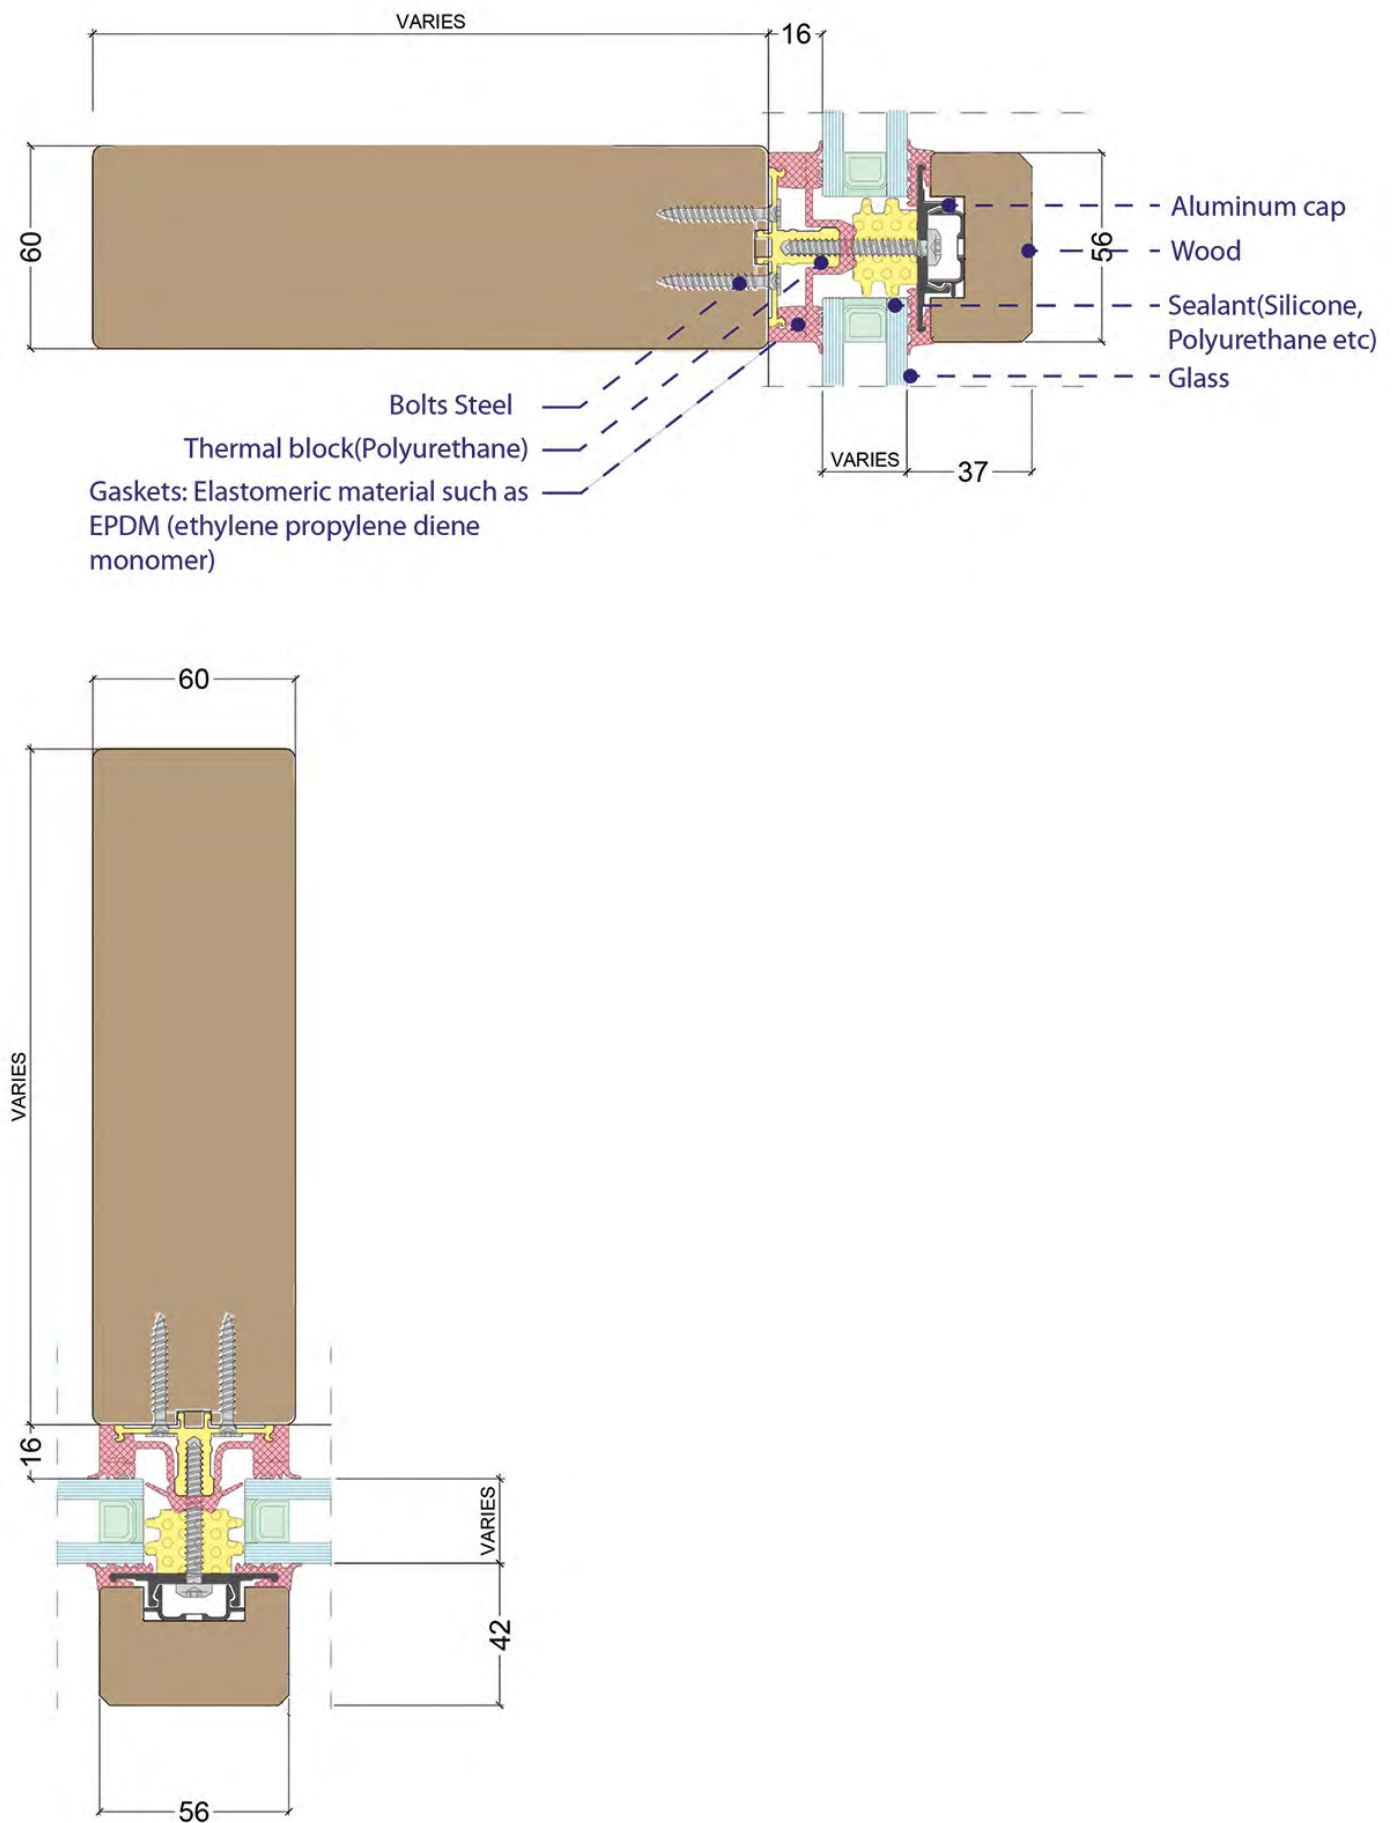 VARIES
16
60
56
Aluminum cap
Wood
Sealant(Silicone,
Polyurethane etc)
Glass
Bolts Steel
Thermal block(Polyurethane)
Gaskets: Elastomeric material such as
EPDM (ethylene propylene diene
monomer)
VARIES
37
60
VARIES
16
VARIES
42
56